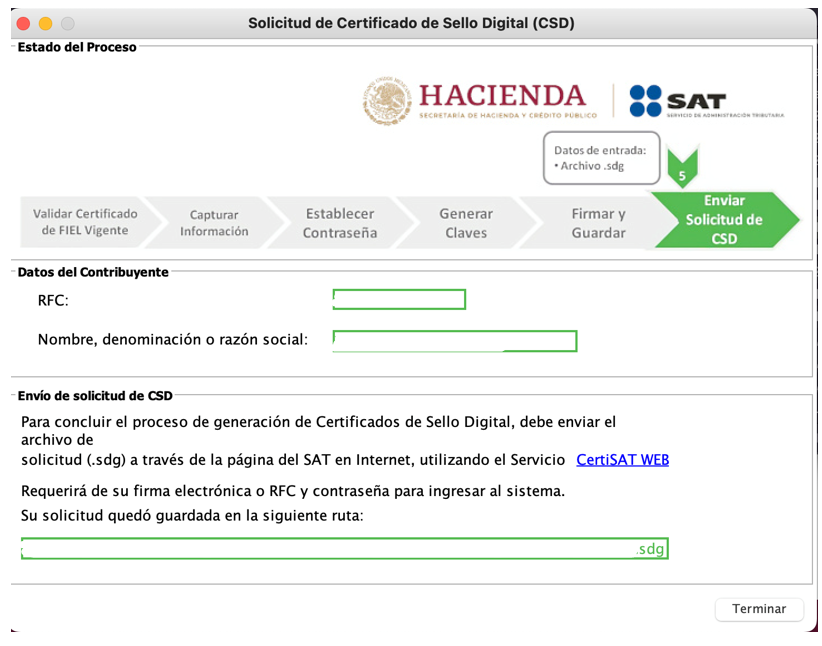 Solicitud de Certificado de Sello Digital (CSD)
Estado del Proceso
HACIENDA
SECRETARÍA DE HACIENDA Y CRÉDITO PÚBLICO
SAT
SERVICIO DE ADMINISTRACIÓN TRIBUTARIA
Datos de entrada:
• Archivo .sdg
5
Validar Certificado
de FIEL Vigente
Capturar
Información
Establecer
Contraseña
Generar
Claves
Firmar y
Guardar
Enviar
Solicitud de
CSD
Datos del Contribuyente
RFC:
Nombre, denominación o razón social:
Envío de solicitud de CSD
Para concluir el proceso de generación de Certificados de Sello Digital, debe enviar el
archivo de
solicitud (.sdg) a través de la página del SAT en Internet, utilizando el Servicio CertiSAT WEB
Requerirá de su firma electrónica o RFC y contraseña para ingresar al sistema.
Su solicitud quedó guardada en la siguiente ruta:
.sdg
Terminar